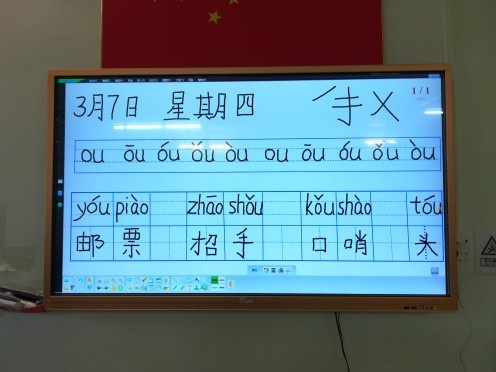 3月7日 星期四
1/1
ou ōu óu ǒu òu ou ōu óu ǒu òu
yóu piào zhāo shǒu kǒu shào tóu
邮票 招手 口哨 头